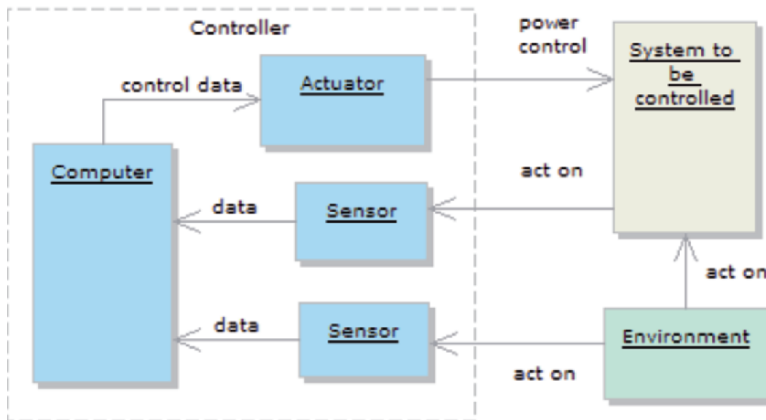 Controller
power
control
System to
be
controlled
control data
Actuator
Computer
act on
data
Sensor
act on
data
Sensor
Environment
act on